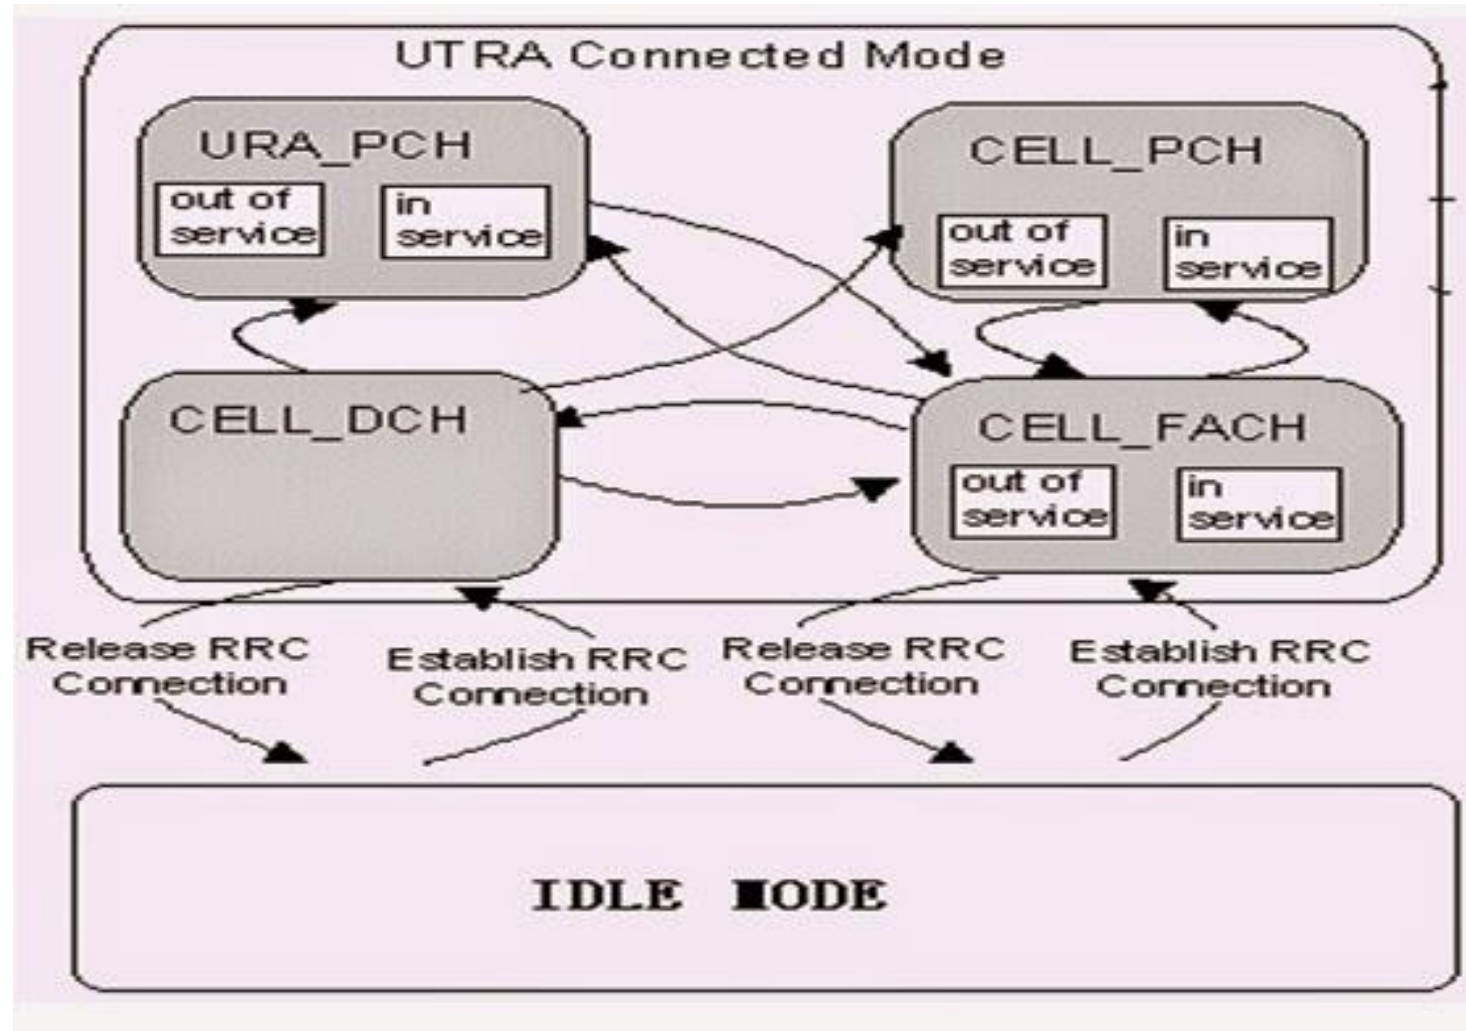 UTRA Connected Mode
URA_PCH
out of
service
in
service
CELL_PCH
out of
service
in
service
CELL_DCH
CELL_FACH
out of
service
in
service
Release RRC
Connection
Establish RRC
Connection
Release RRC
Connection
Establish RRC
Connection
IDLE MODE